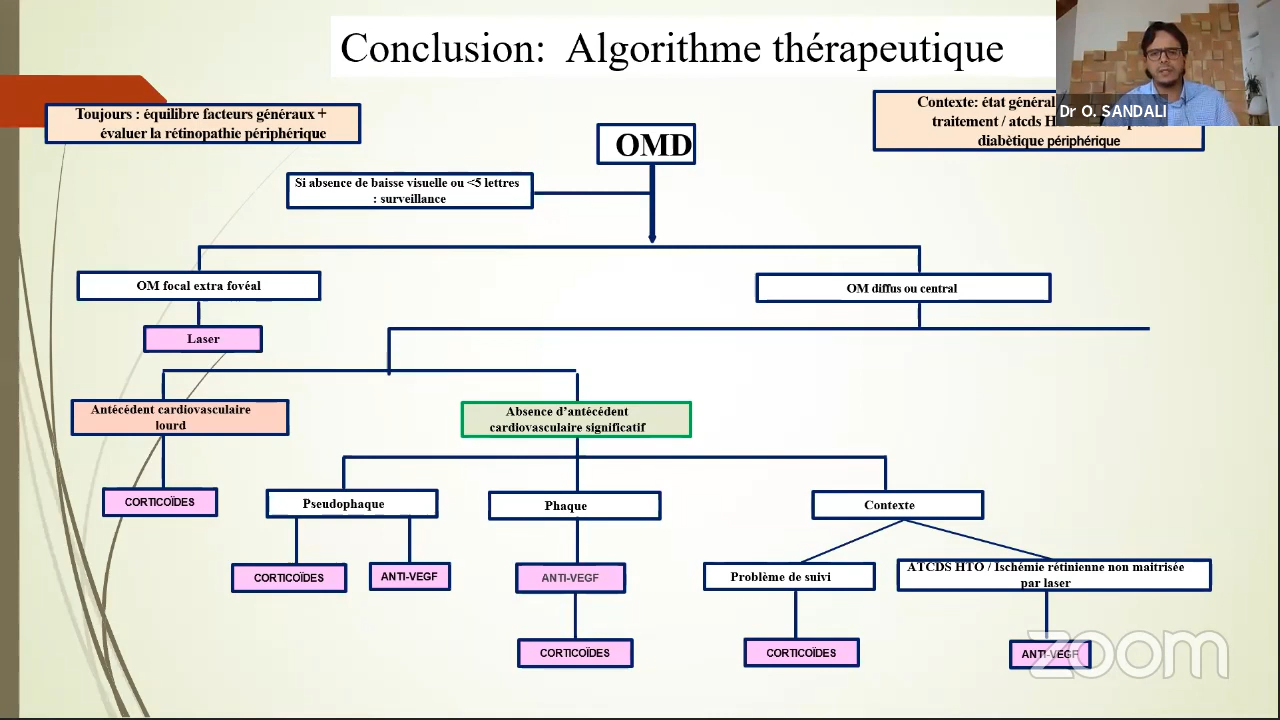 Conclusion: Algorithme thérapeutique
Dr O. SANDALI
Toujours : équilibre facteurs généraux +
évaluer la rétinopathie périphérique
Contexte: état général
traitement / atcds H
diabètique périphérique
OMD
Si absence de baisse visuelle ou <5 lettres
: surveillance
OM focal extra fovéal
OM diffus ou central
Laser
Antécédent cardiovasculaire
lourd
Absence d’antécédent
cardiovasculaire significatif
CORTICOÏDES
Pseudophaque
Phaque
Contexte
CORTICOÏDES
ANTI-VEGF
ANTI-VEGF
Problème de suivi
ATCDS HTO / Ischémie rétinienne non maitrisée
par laser
CORTICOÏDES
CORTICOÏDES
ANTI-VEGF
zoom